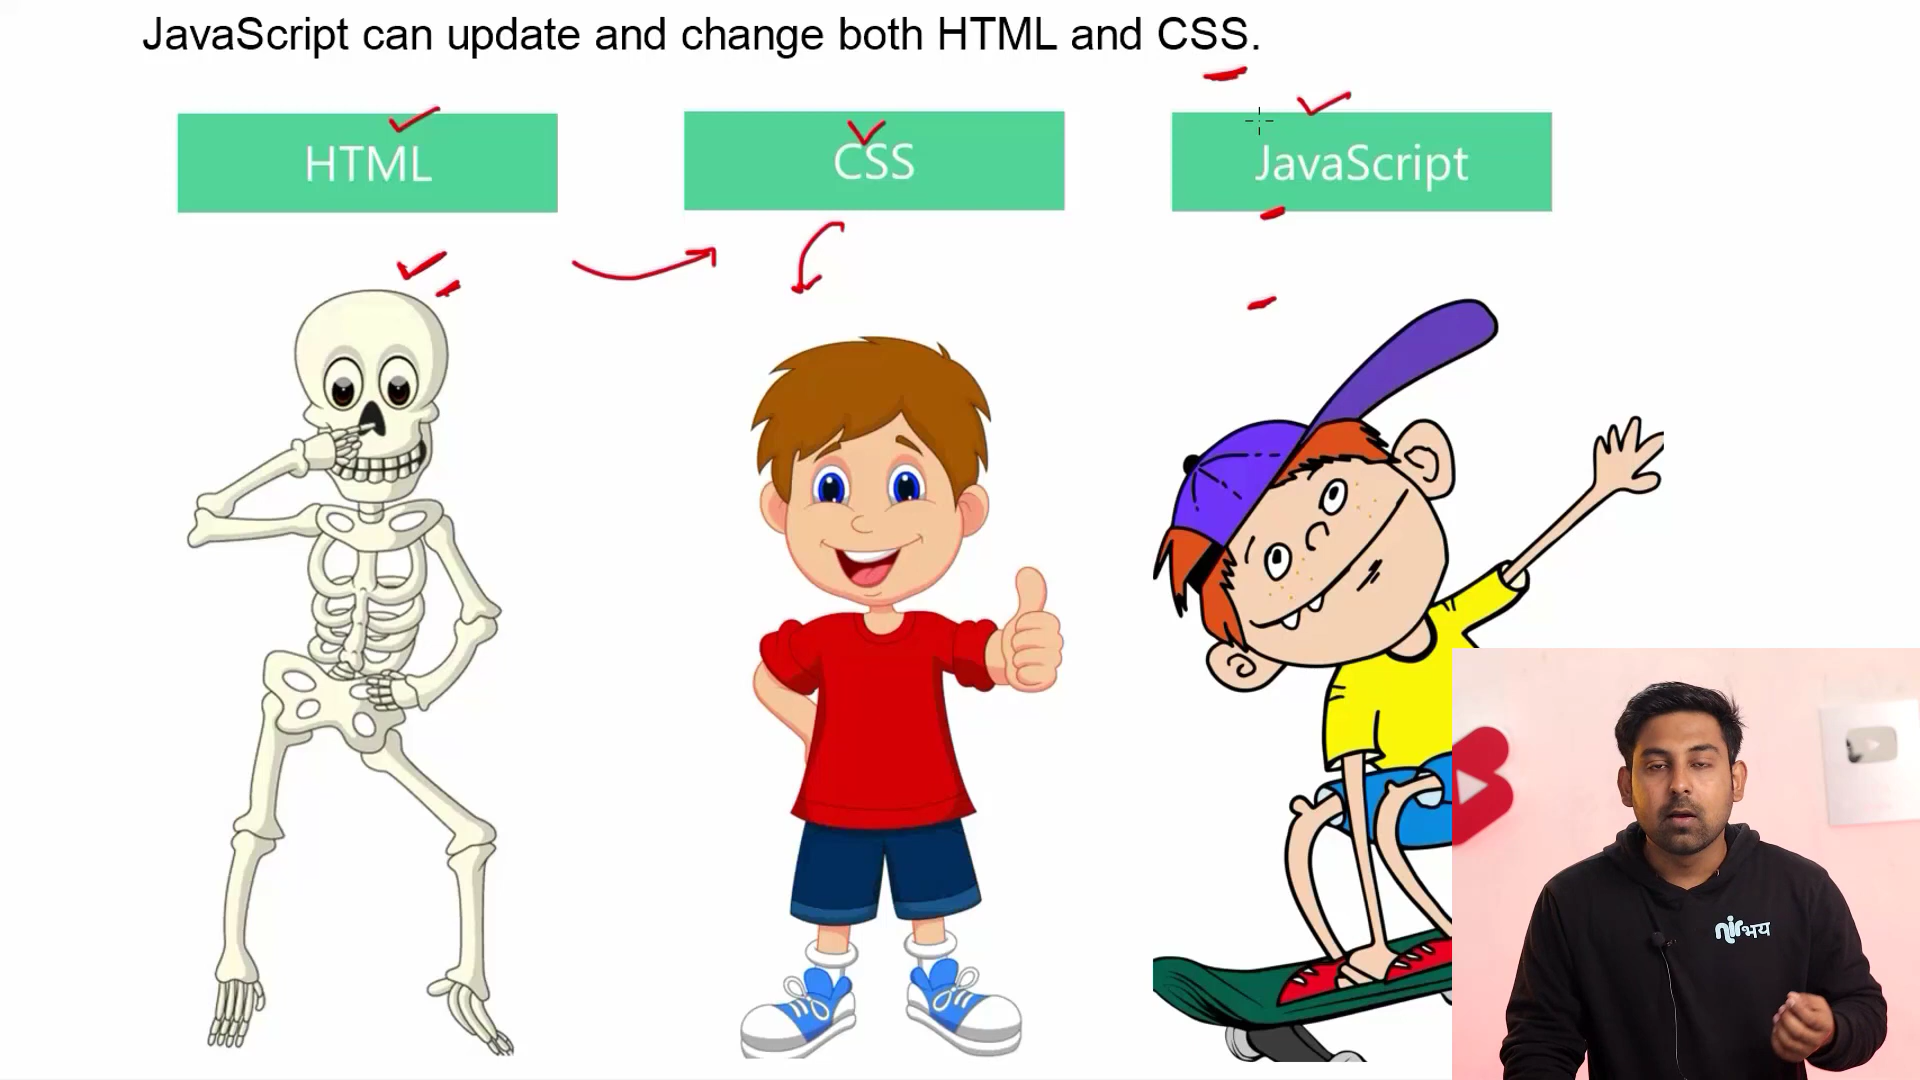 JavaScript can update and change both HTML and CSS.
HTML
CSS
JavaScript
nirभय